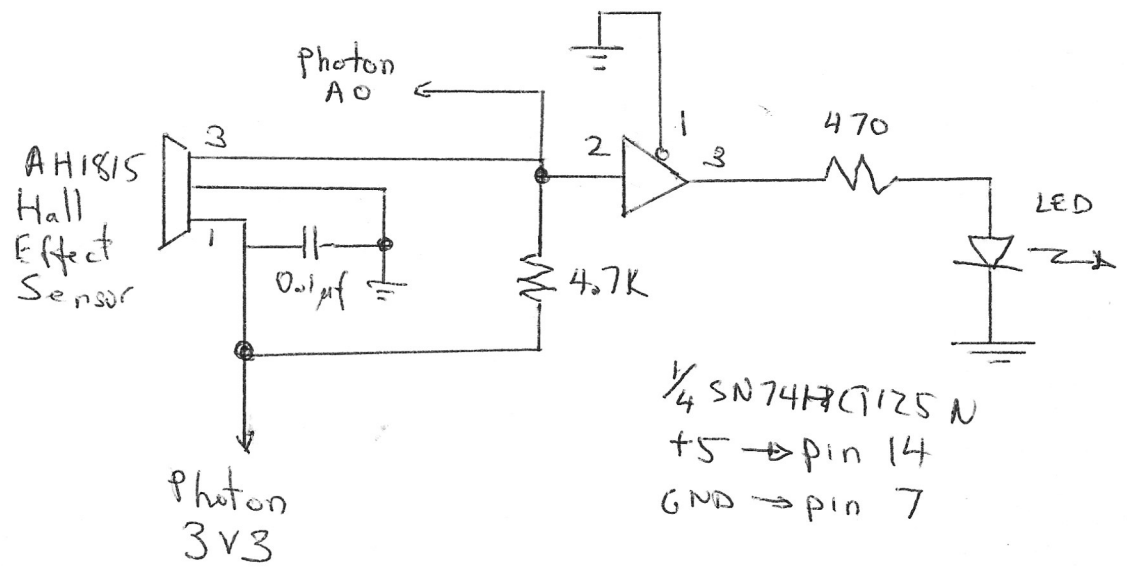 Photon
A0
1
470
3
2
3
AH1815
Hall
Effect
Sensor
1
LED
0.1µf
4.7K
1/4 SN74HCT125N
+5 → pin 14
GND → pin 7
Photon
3V3